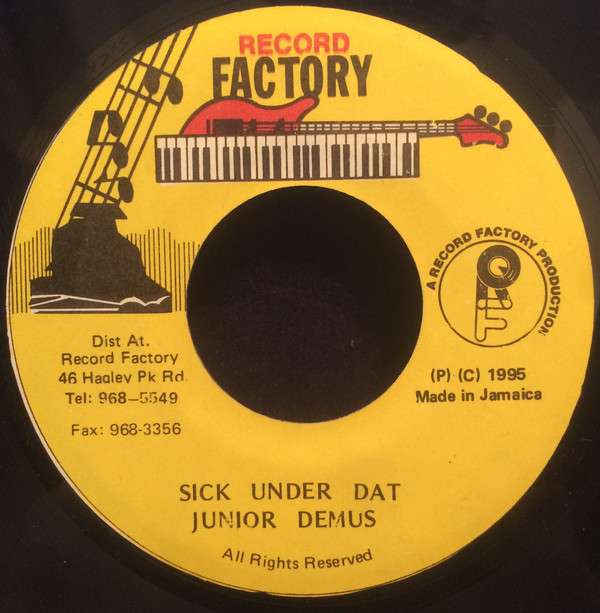 RECORD
FACTORY
A RECORD FACTORY PRODUCTION
RF
Dist At.
Record Factory
46 Hagley Pk Rd.
Tel: 968–5549
Fax: 968-3356
(P) (C) 1995
Made in Jamaica
SICK UNDER DAT
JUNIOR DEMUS
All Rights Reserved